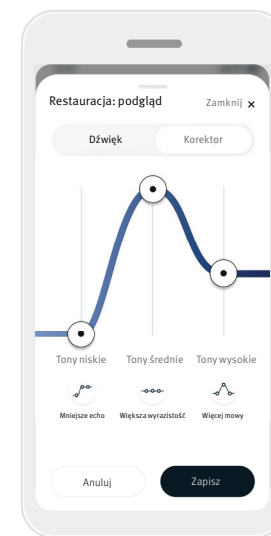 Restauracja: podgląd Zamknij ×
Dźwięk Korektor
Tony niskie Tony średnie Tony wysokie
Mniejsze echo Większa wyrazistość Więcej mowy
Anuluj Zapisz